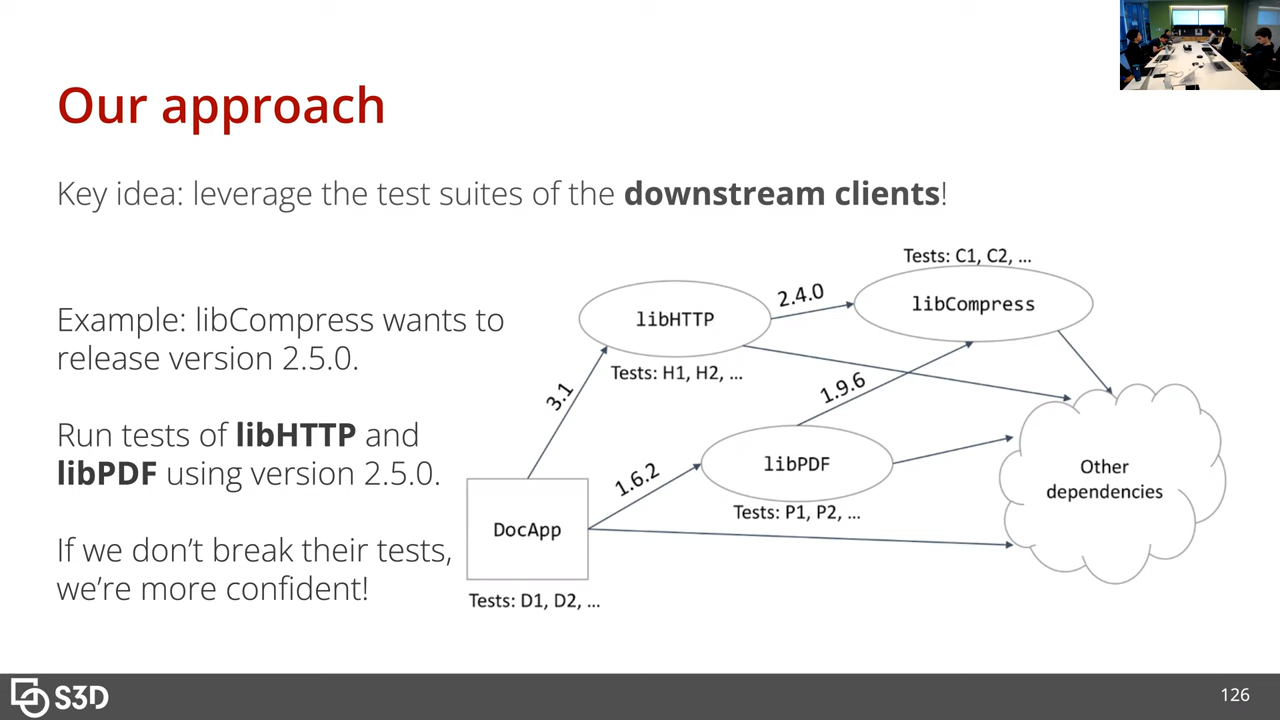 Our approach
Key idea: leverage the test suites of the downstream clients!
Example: libCompress wants to
release version 2.5.0.
Run tests of libHTTP and
libPDF using version 2.5.0.
If we don’t break their tests,
we’re more confident!
Tests: C1, C2, ...
libCompress
2.4.0
libHTTP
Tests: H1, H2, ...
3.1
1.9.6
libPDF
1.6.2
Tests: P1, P2, ...
Other
dependencies
DocApp
Tests: D1, D2, ...
S3D
126